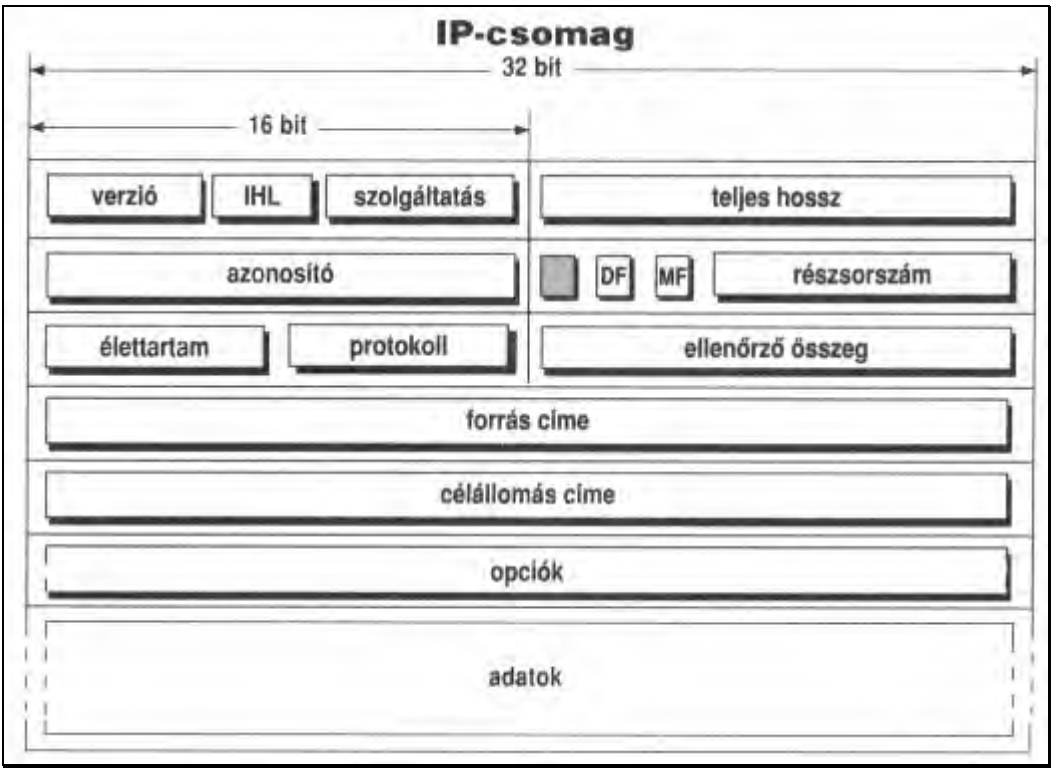 IP-csomag
32 bit
16 bit
verzió IHL szolgáltatás teljes hossz
azonosító DF MF részsorszám
élettartam protokoll ellenőrző összeg
forrás címe
célállomás címe
opciók
adatok